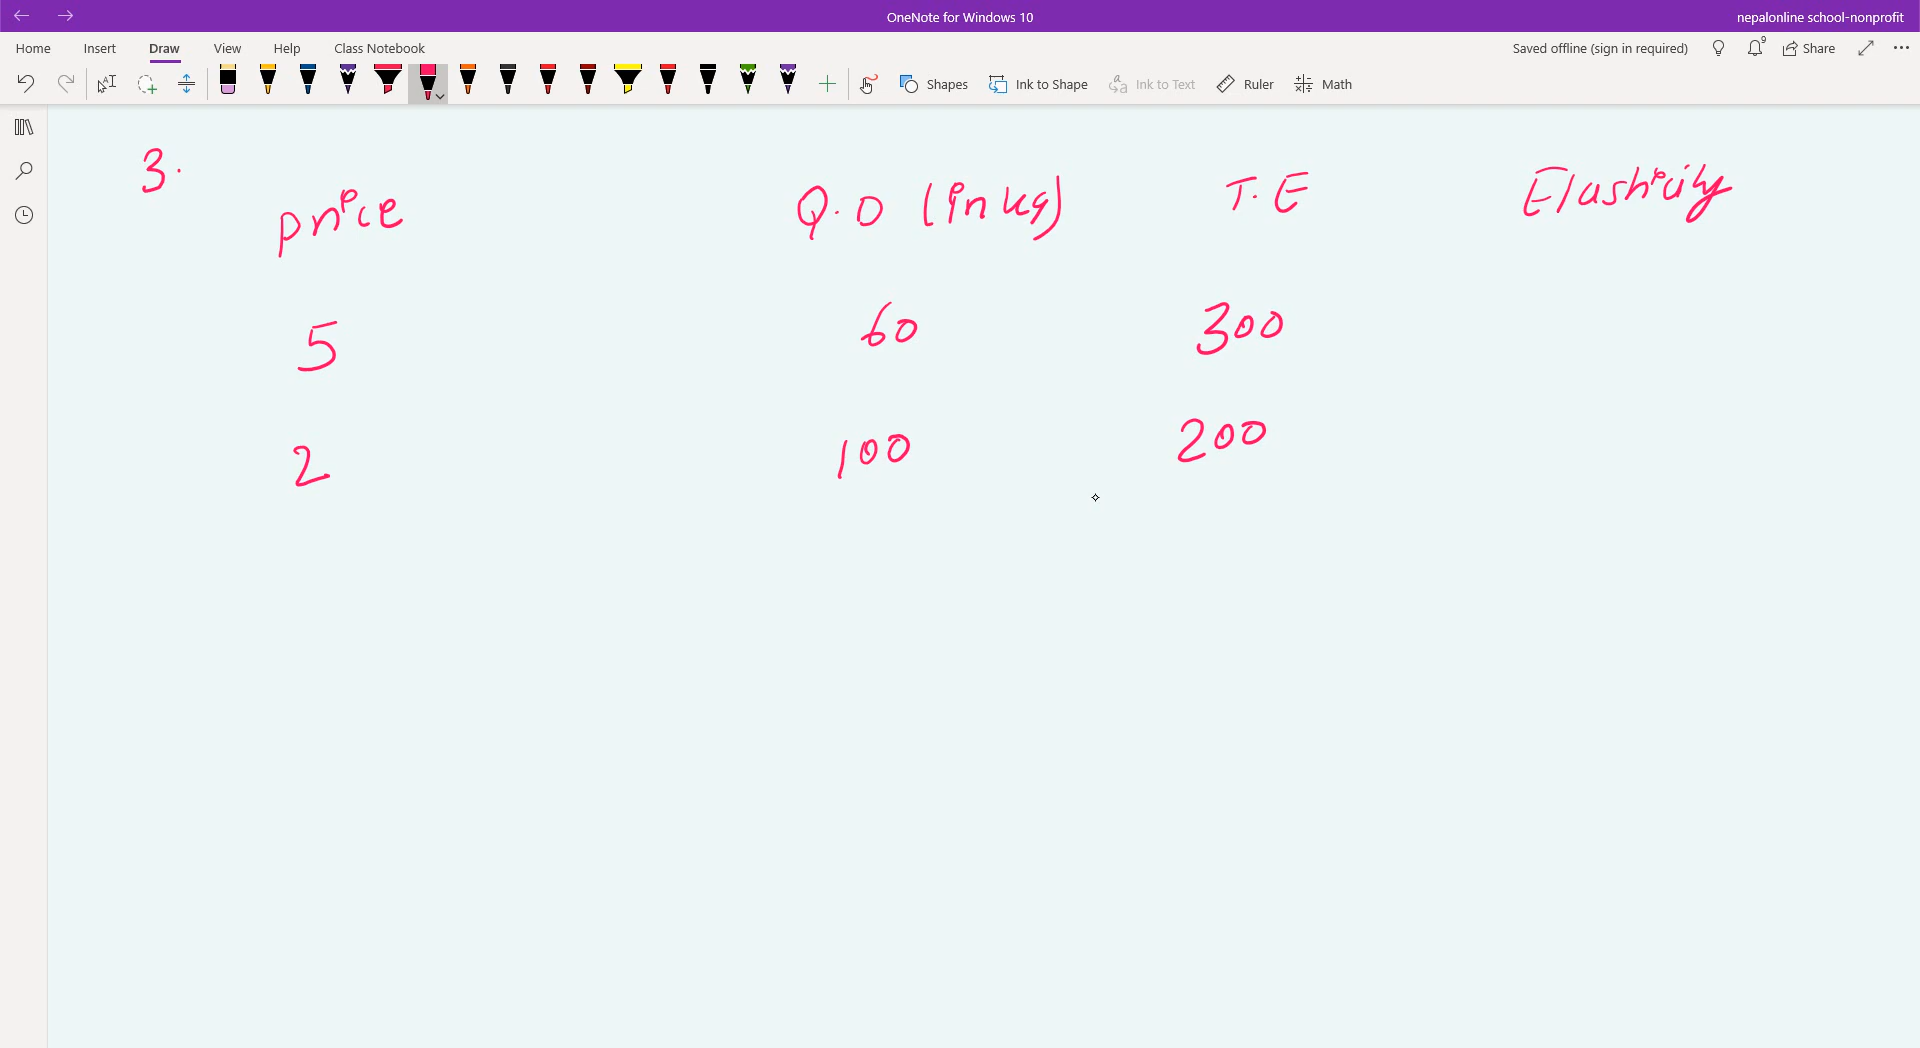 OneNote for Windows 10
nepalonline school-nonprofit
Home Insert Draw View Help Class Notebook
Saved offline (sign in required) 9 Share
Shapes Ink to Shape Ink to Text Ruler Math
3.
price Q.D (in kg) T.E Elasticity
5 60 300
2 100 200